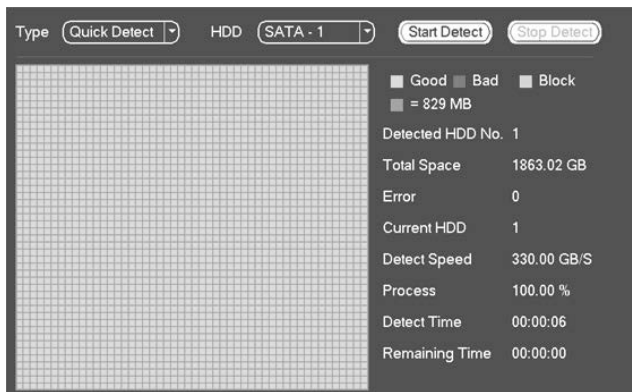 Type Quick Detect HDD SATA - 1 Start Detect Stop Detect
Good Bad Block
= 829 MB
Detected HDD No. 1
Total Space 1863.02 GB
Error 0
Current HDD 1
Detect Speed 330.00 GB/S
Process 100.00 %
Detect Time 00:00:06
Remaining Time 00:00:00